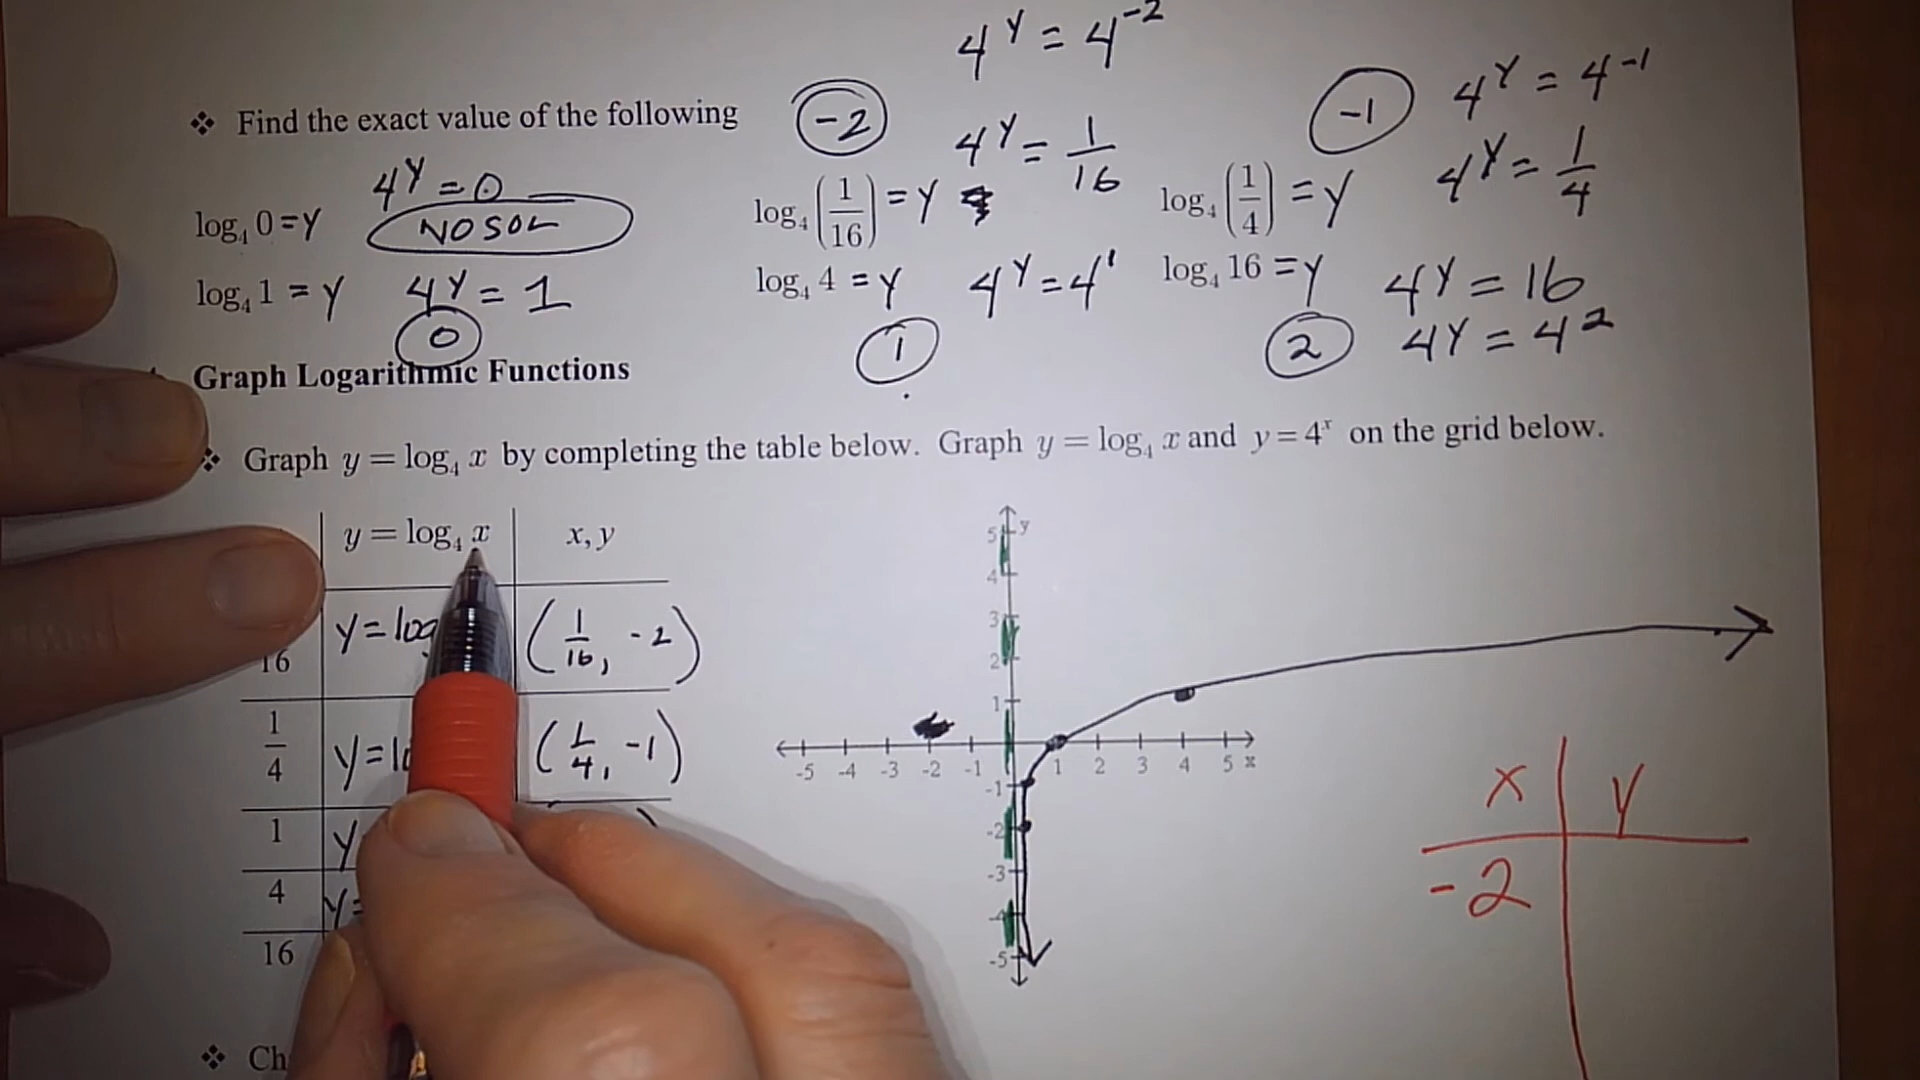 4^y = 4^-2
4^y = 4^-1
❖ Find the exact value of the following
-2
4^y = 1/16
-1
4^y = 1/4
4^y = 0
log₄ 0 = y
NO SOL
log₄ (1/16) = y
log₄ (1/4) = y
log₄ 1 = y 4^y = 1
0
log₄ 4 = y 4^y = 4^1
1
log₄ 16 = y 4^y = 16
2 4^y = 4^2
Graph Logarithmic Functions
❖ Graph y = log₄ x by completing the table below. Graph y = log₄ x and y = 4^x on the grid below.
y = log₄ x x, y
16 y = log (1/16, -2)
1/4 y = (1/4, -1)
1 y
4 y =
16
5 y
4
3
2
1
-5 -4 -3 -2 -1 1 2 3 4 5 x
-1
-2
-3
-4
-5
x y
-2
❖ Ch